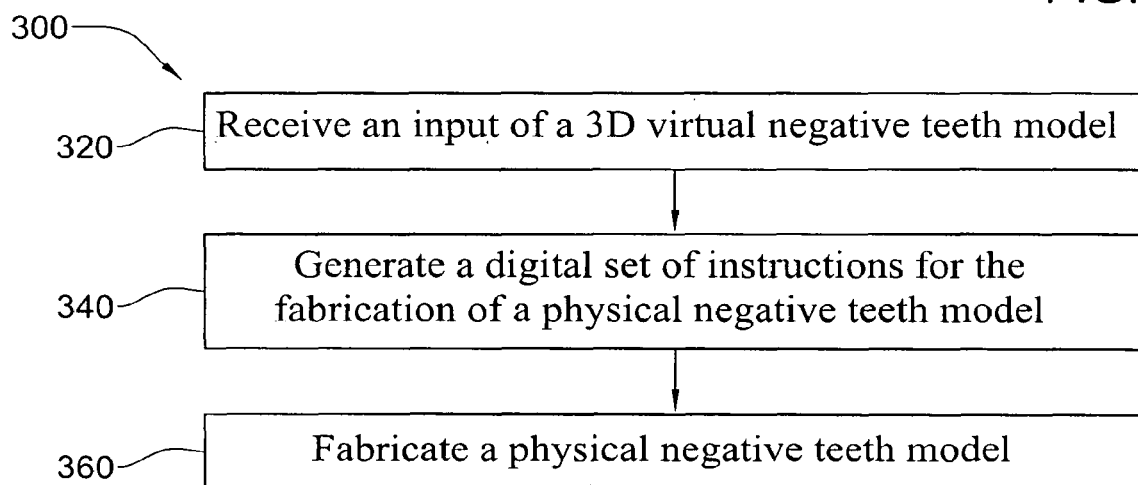 300
320
Receive an input of a 3D virtual negative teeth model
340
Generate a digital set of instructions for the
fabrication of a physical negative teeth model
360
Fabricate a physical negative teeth model